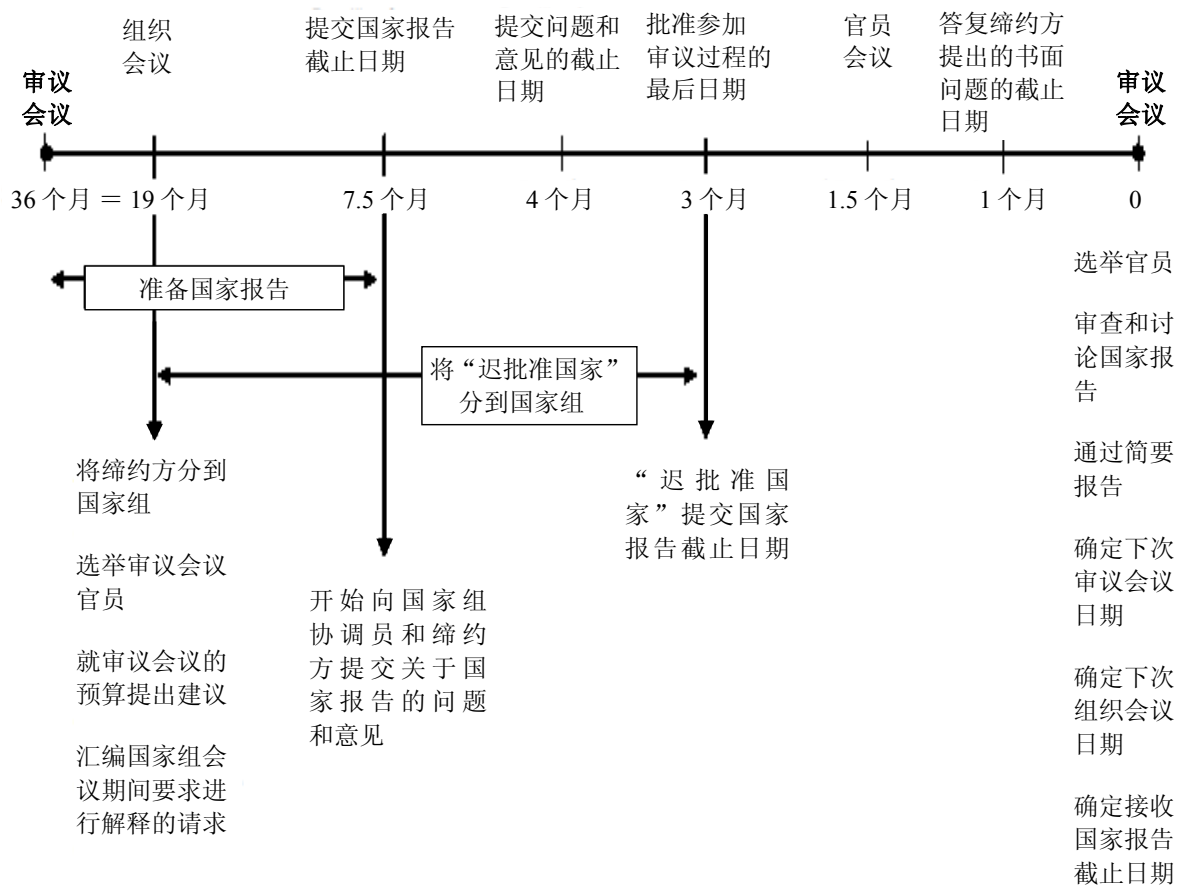 审议
会议
组织
会议
提交国家报告
截止日期
提交问题和
意见的截止
日期
批准参加
审议过程的
最后日期
官员
会议
答复缔约方
提出的书面
问题的截止
日期
审议
会议
36 个月 = 19 个月
7.5 个月
4 个月
3 个月
1.5 个月
1 个月
0
准备国家报告
将“迟批准国家”
分到国家组
将缔约方分到
国家组
选举审议会议
官员
就审议会议的
预算提出建议
汇编国家组会
议期间要求进
行解释的请求
开始向国家组
协调员和缔约
方提交关于国
家报告的问题
和意见
“迟批准国
家”提交国家
报告截止日期
选举官员
审查和讨
论国家报
告
通过简要
报告
确定下次
审议会议
日期
确定下次
组织会议
日期
确定接收
国家报告
截止日期